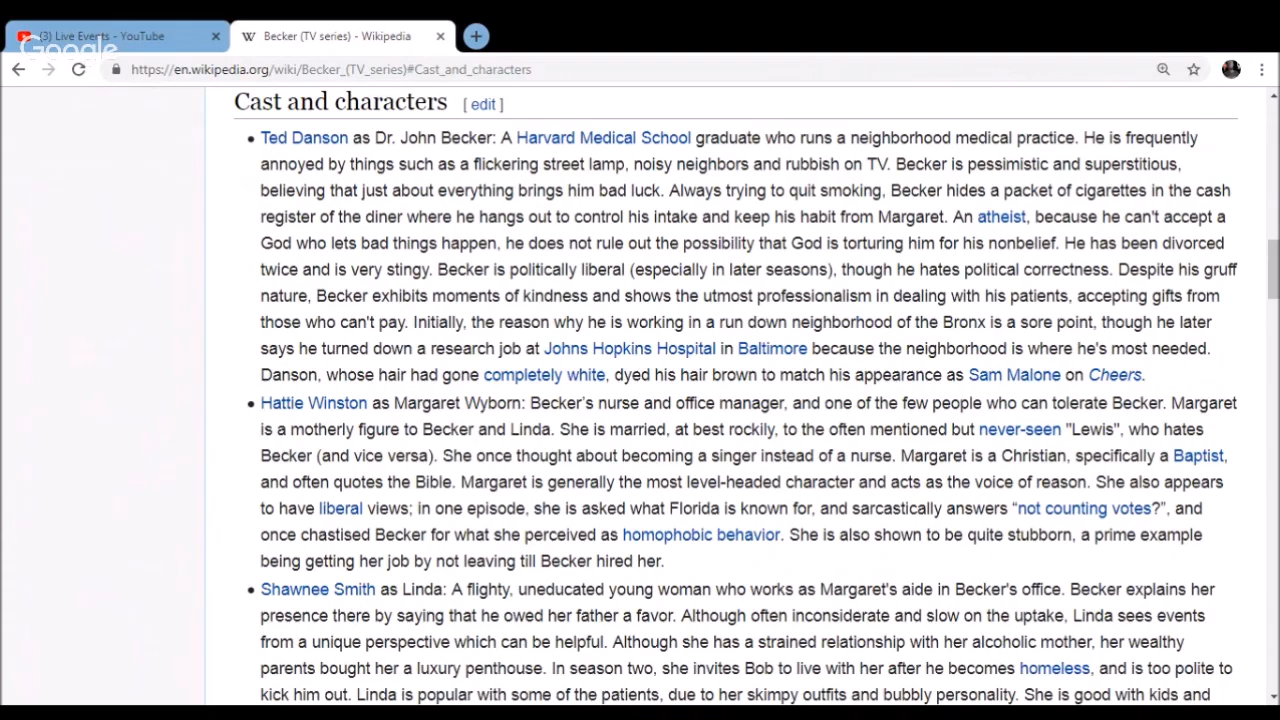 (3) Live Events - YouTube
Becker (TV series) - Wikipedia
Google
https://en.wikipedia.org/wiki/Becker_(TV_series)#Cast_and_characters
Cast and characters [ edit ]
Ted Danson as Dr. John Becker: A Harvard Medical School graduate who runs a neighborhood medical practice. He is frequently
annoyed by things such as a flickering street lamp, noisy neighbors and rubbish on TV. Becker is pessimistic and superstitious,
believing that just about everything brings him bad luck. Always trying to quit smoking, Becker hides a packet of cigarettes in the cash
register of the diner where he hangs out to control his intake and keep his habit from Margaret. An atheist, because he can't accept a
God who lets bad things happen, he does not rule out the possibility that God is torturing him for his nonbelief. He has been divorced
twice and is very stingy. Becker is politically liberal (especially in later seasons), though he hates political correctness. Despite his gruff
nature, Becker exhibits moments of kindness and shows the utmost professionalism in dealing with his patients, accepting gifts from
those who can't pay. Initially, the reason why he is working in a run down neighborhood of the Bronx is a sore point, though he later
says he turned down a research job at Johns Hopkins Hospital in Baltimore because the neighborhood is where he's most needed.
Danson, whose hair had gone completely white, dyed his hair brown to match his appearance as Sam Malone on Cheers.
Hattie Winston as Margaret Wyborn: Becker's nurse and office manager, and one of the few people who can tolerate Becker. Margaret
is a motherly figure to Becker and Linda. She is married, at best rockily, to the often mentioned but never-seen "Lewis", who hates
Becker (and vice versa). She once thought about becoming a singer instead of a nurse. Margaret is a Christian, specifically a Baptist,
and often quotes the Bible. Margaret is generally the most level-headed character and acts as the voice of reason. She also appears
to have liberal views; in one episode, she is asked what Florida is known for, and sarcastically answers “not counting votes?”, and
once chastised Becker for what she perceived as homophobic behavior. She is also shown to be quite stubborn, a prime example
being getting her job by not leaving till Becker hired her.
Shawnee Smith as Linda: A flighty, uneducated young woman who works as Margaret's aide in Becker's office. Becker explains her
presence there by saying that he owed her father a favor. Although often inconsiderate and slow on the uptake, Linda sees events
from a unique perspective which can be helpful. Although she has a strained relationship with her alcoholic mother, her wealthy
parents bought her a luxury penthouse. In season two, she invites Bob to live with her after he becomes homeless, and is too polite to
kick him out. Linda is popular with some of the patients, due to her skimpy outfits and bubbly personality. She is good with kids and